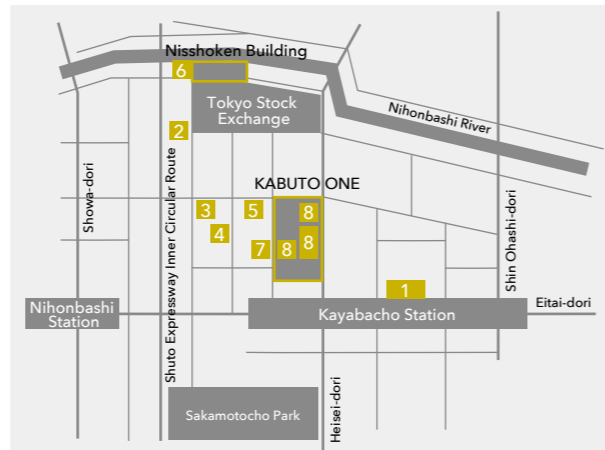 Nisshoken Building
6
Tokyo Stock
Exchange
Nihonbashi River
2
KABUTO ONE
Showa-dori
Shuto Expressway Inner Circular Route
3
5
8
4
7
8
8
Shin Ohashi-dori
1
Eitai-dori
Nihonbashi
Station
Kayabacho Station
Sakamotocho Park
Heisei-dori